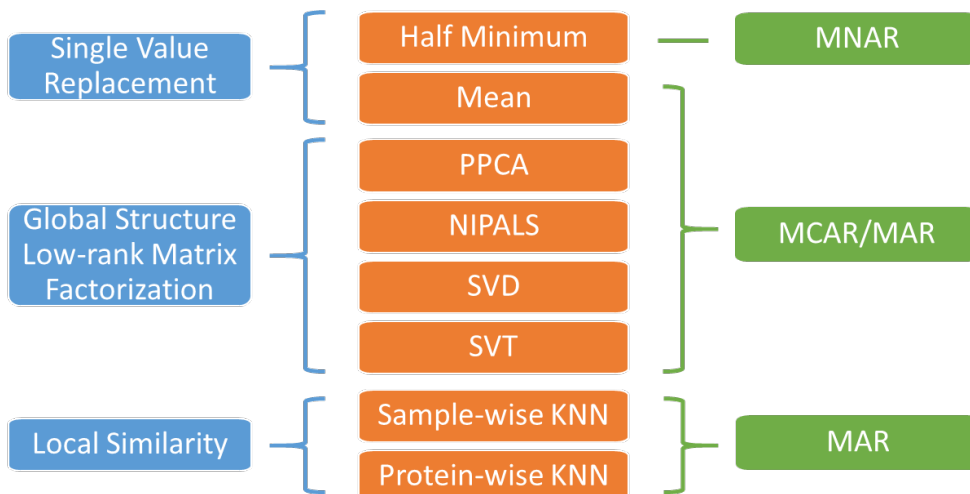 Single Value
Replacement
Half Minimum
MNAR
Mean
PPCA
Global Structure
Low-rank Matrix
Factorization
NIPALS
MCAR/MAR
SVD
SVT
Local Similarity
Sample-wise KNN
Protein-wise KNN
MAR